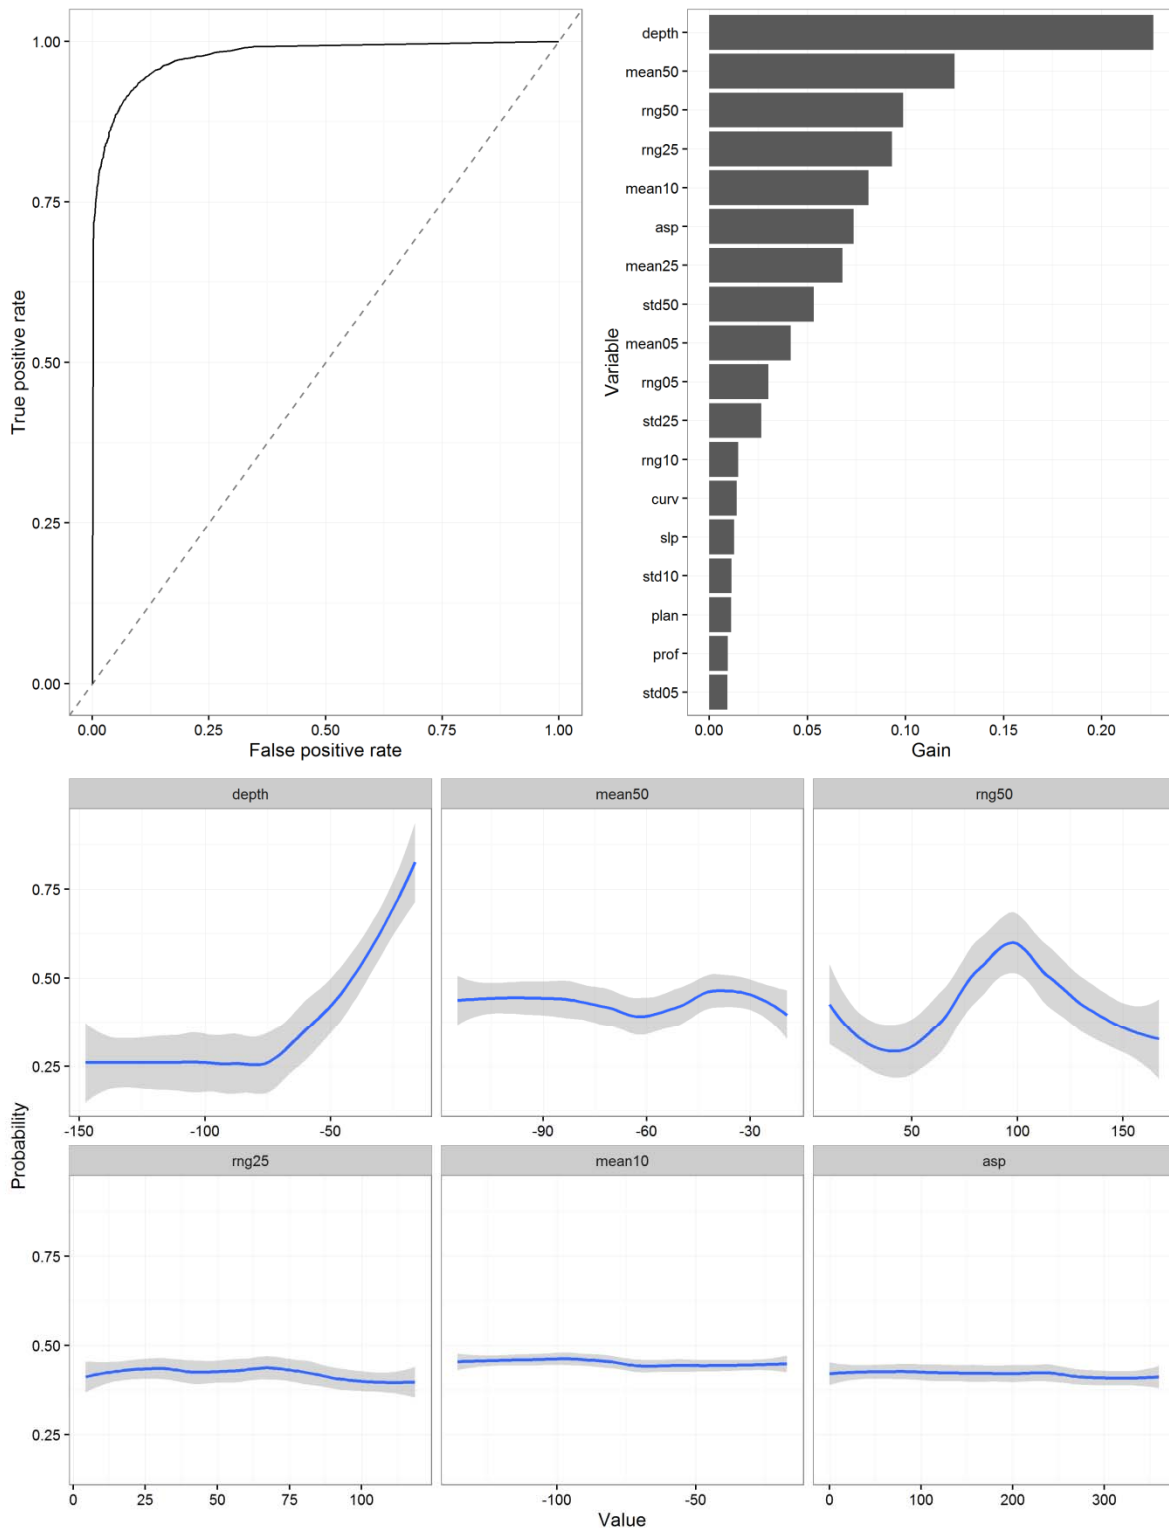 1.00
0.75
0.50
0.25
0.00
True positive rate
0.00 0.25 0.50 0.75 1.00
False positive rate
depth
mean50
rng50
rng25
mean10
asp
mean25
std50
mean05
rng05
std25
rng10
curv
slp
std10
plan
prof
std05
Variable
0.00 0.05 0.10 0.15 0.20
Gain
depth mean50 rng50
0.75
0.50
0.25
-150 -100 -50 -90 -60 -30 50 100 150
Probability
rng25 mean10 asp
0.75
0.50
0.25
0 25 50 75 100 -100 -50 0 100 200 300
Value